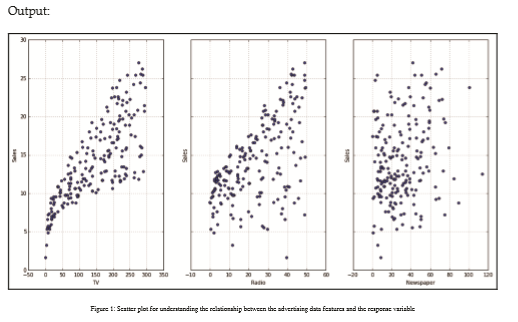 Output:
30
25
20
15
10
5
0
Sales
-50 0 50 100 150 200 250 300 350
TV
Sales
-10 0 10 20 30 40 50 60
Radio
Sales
-20 0 20 40 60 80 100 120
Newspaper
Figure 1: Scatter plot for understanding the relationship between the advertising data features and the response variable